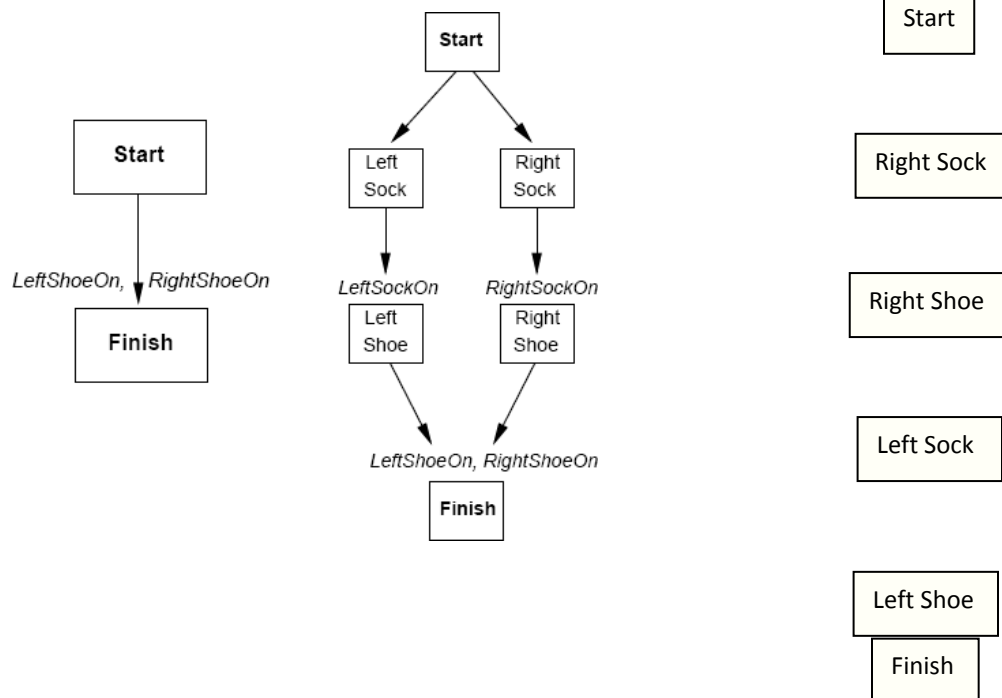 Start
LeftShoeOn, RightShoeOn
Finish
Start
Left
Sock
Right
Sock
LeftSockOn
RightSockOn
Left
Shoe
Right
Shoe
LeftShoeOn, RightShoeOn
Finish
Start
Right Sock
Right Shoe
Left Sock
Left Shoe
Finish